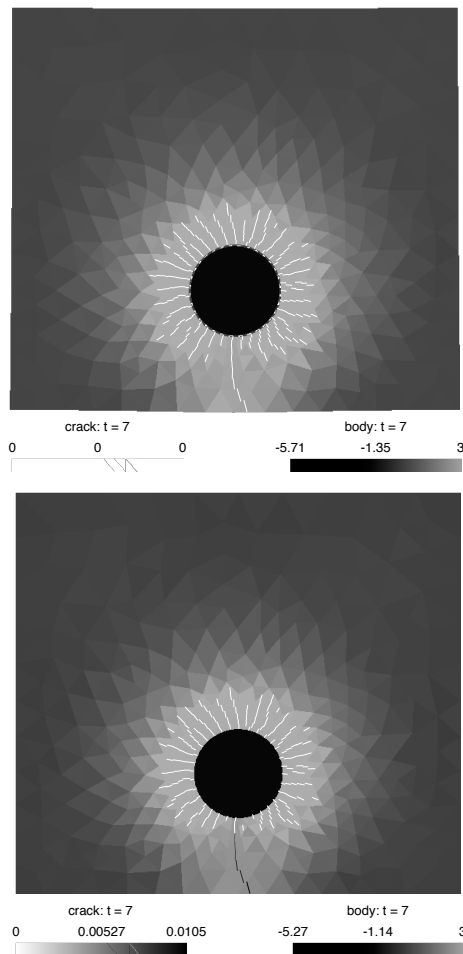 crack: t = 7 body: t = 7
0 0 0 -5.71 -1.35 3
crack: t = 7 body: t = 7
0 0.00527 0.0105 -5.27 -1.14 3